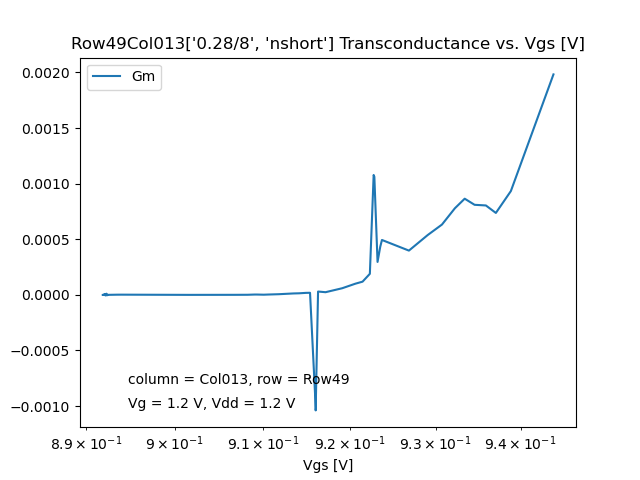 Row49Col013['0.28/8', 'nshort'] Transconductance vs. Vgs [V]
Gm
0.0020
0.0015
0.0010
0.0005
0.0000
−0.0005
−0.0010
column = Col013, row = Row49
Vg = 1.2 V, Vdd = 1.2 V
8.9 × 10⁻¹ 9 × 10⁻¹ 9.1 × 10⁻¹ 9.2 × 10⁻¹ 9.3 × 10⁻¹ 9.4 × 10⁻¹
Vgs [V]